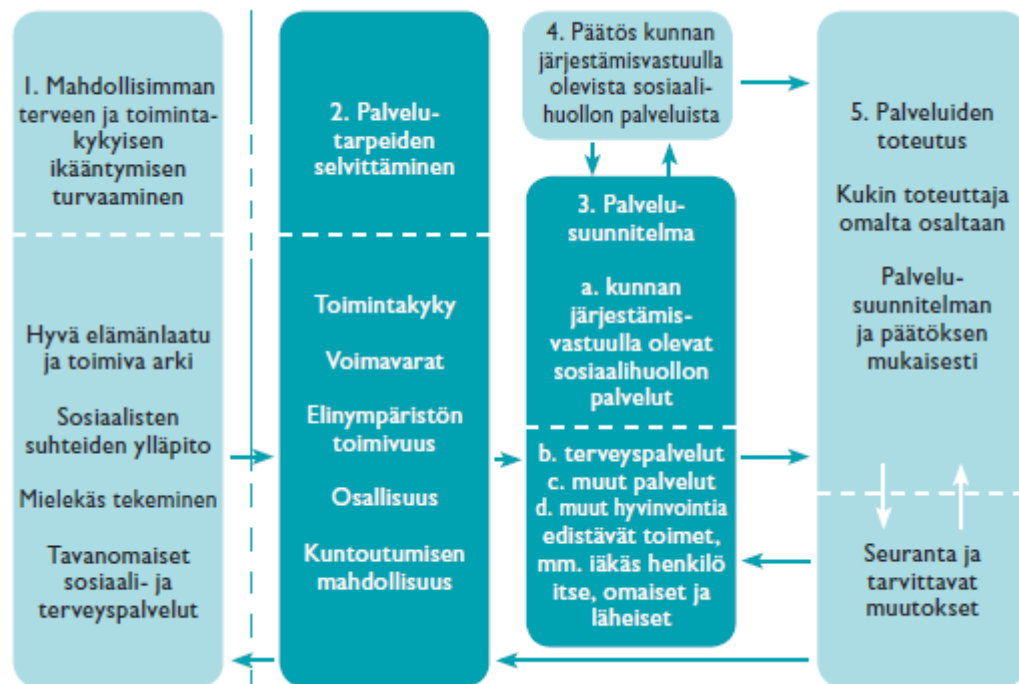 1. Mahdollisimman
terveen ja toiminta-
kykyisen
ikääntymisen
turvaaminen
Hyvä elämänlaatu
ja toimiva arki
Sosiaalisten
suhteiden ylläpito
Mielekäs tekeminen
Tavanomaiset
sosiaali- ja
terveyspalvelut
2. Palvelu-
tarpeiden
selvittäminen
Toimintakyky
Voimavarat
Elinympäristön
toimivuus
Osallisuus
Kuntoutumisen
mahdollisuus
4. Päätös kunnan
järjestämisvastuulla
olevista sosiaali-
huollon palveluista
3. Palvelu-
suunnitelma
a. kunnan
järjestämis-
vastuulla olevat
sosiaalihuollon
palvelut
b. terveyspalvelut
c. muut palvelut
d. muut hyvinvointia
edistävät toimet,
mm. iäkäs henkilö
itse, omaiset ja
läheiset
5. Palveluiden
toteutus
Kukin toteuttaja
omalta osaltaan
Palvelu-
suunnitelman
ja päätöksen
mukaisesti
Seuranta ja
tarvittavat
muutokset